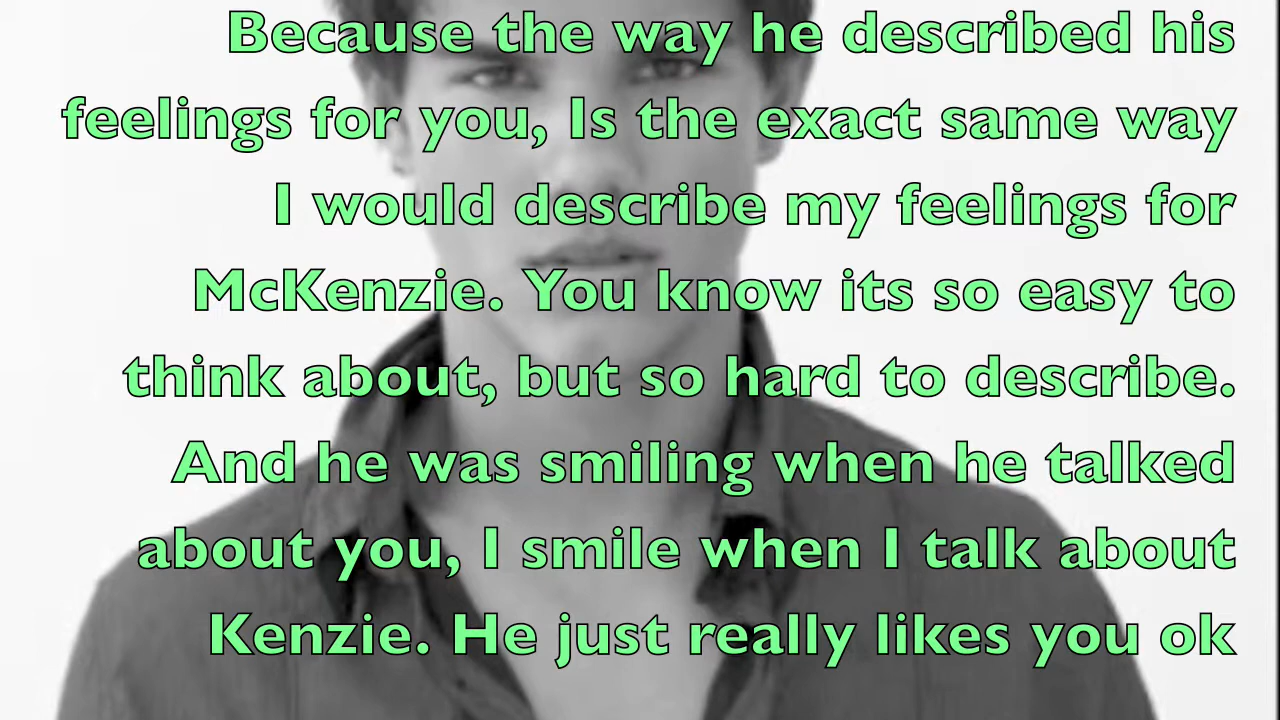 Because the way he described his
feelings for you, Is the exact same way
I would describe my feelings for
McKenzie. You know its so easy to
think about, but so hard to describe.
And he was smiling when he talked
about you, I smile when I talk about
Kenzie. He just really likes you ok